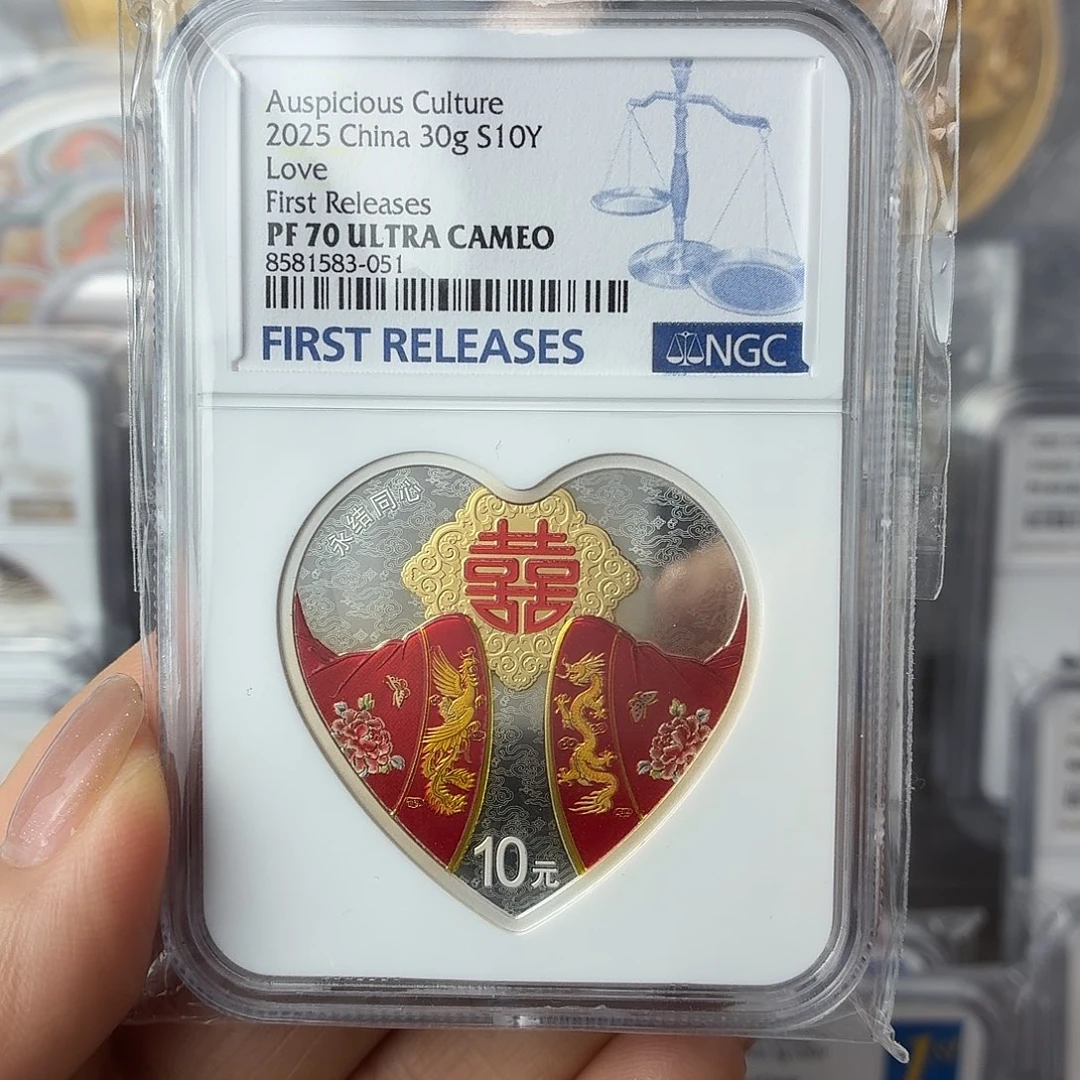 Auspicious Culture
2025 China 30g S10Y
Love
First Releases
PF 70 ULTRA CAMEO
8581583-051
FIRST RELEASES
NGC
永结同心
囍
10元